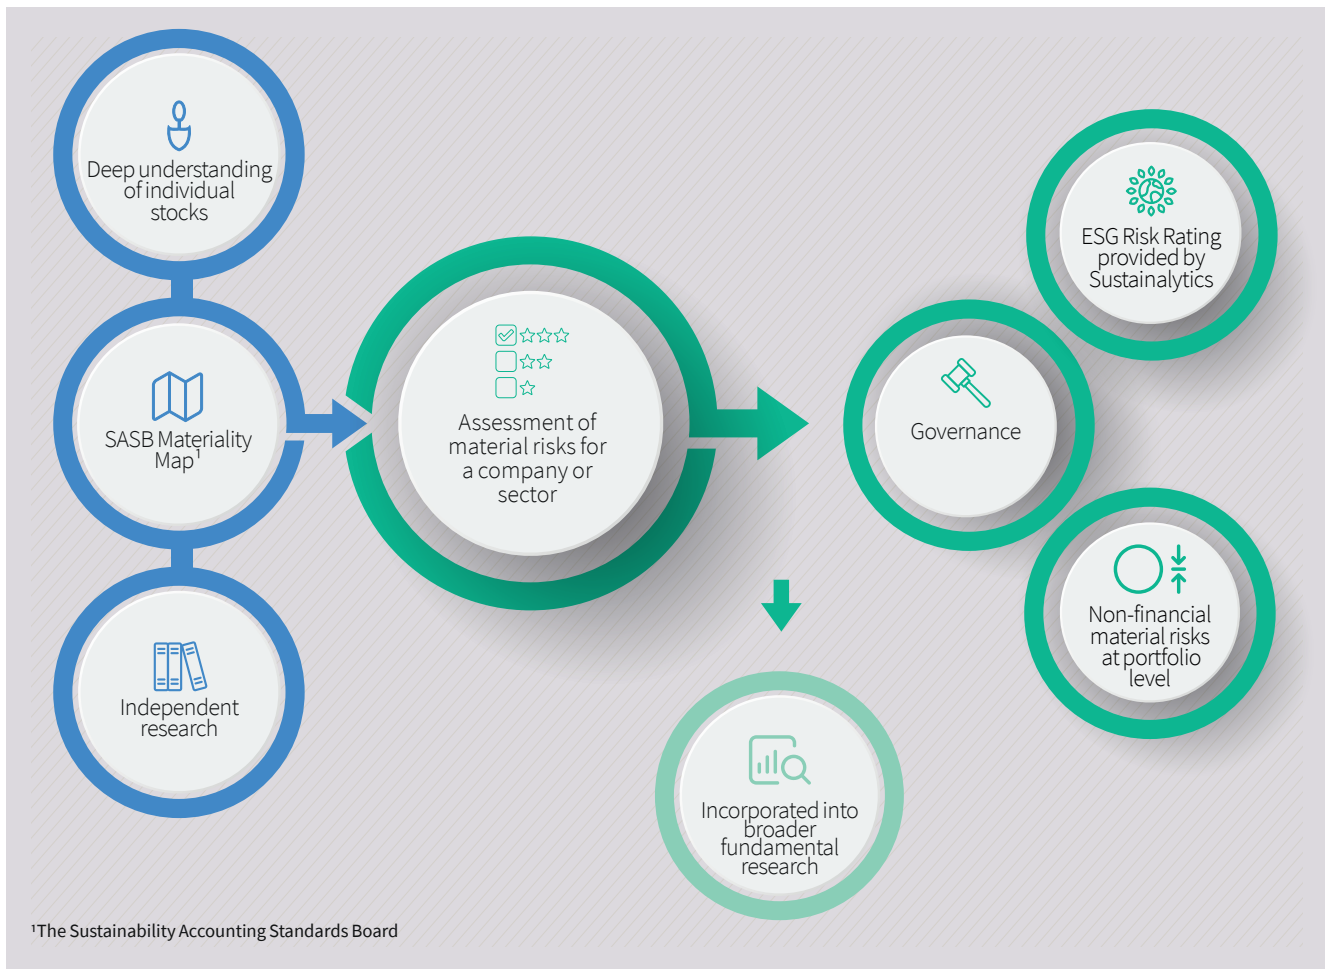 Deep understanding
of individual
stocks
SASB Materiality
Map¹
Independent
research
Assessment of
material risks for
a company or
sector
Governance
ESG Risk Rating
provided by
Sustainalytics
Non-financial
material risks
at portfolio
level
Incorporated into
broader
fundamental
research
¹The Sustainability Accounting Standards Board